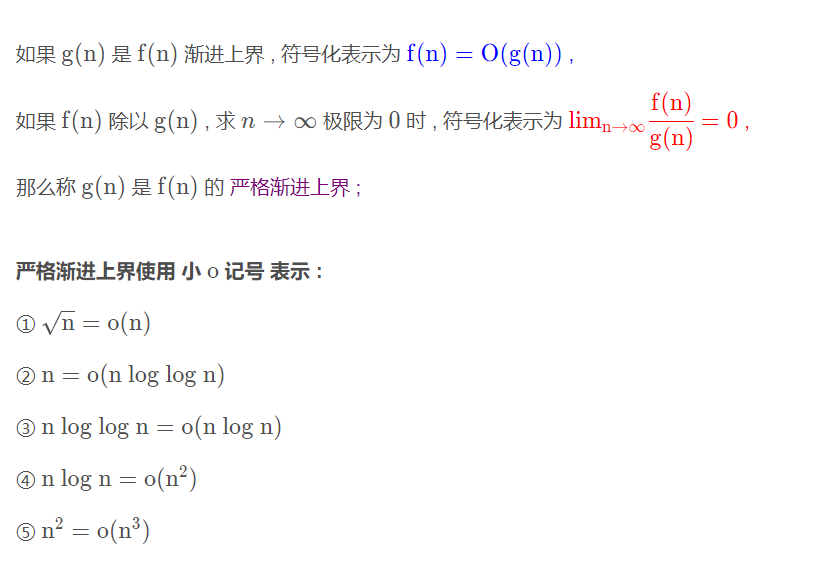 如果 g(n) 是 f(n) 渐进上界 , 符号化表示为 f(n) = O(g(n)) ,
如果 f(n) 除以 g(n) , 求 n → ∞ 极限为 0 时 , 符号化表示为 lim_{n→∞} \frac{f(n)}{g(n)} = 0 ,
那么称 g(n) 是 f(n) 的 严格渐进上界 ;
严格渐进上界使用 小 o 记号 表示 :
① √n = o(n)
② n = o(n log log n)
③ n log log n = o(n log n)
④ n log n = o(n²)
⑤ n² = o(n³)